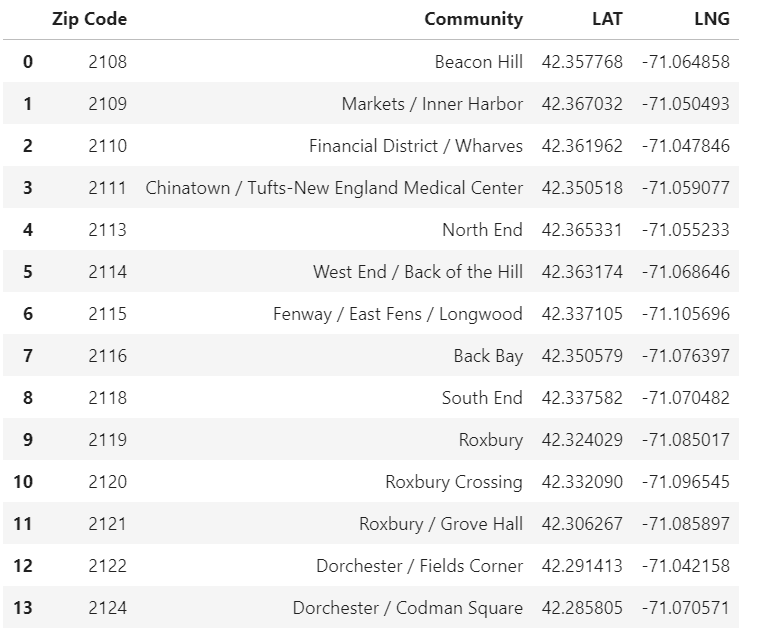 Zip Code Community LAT LNG
0 2108 Beacon Hill 42.357768 -71.064858
1 2109 Markets / Inner Harbor 42.367032 -71.050493
2 2110 Financial District / Wharves 42.361962 -71.047846
3 2111 Chinatown / Tufts-New England Medical Center 42.350518 -71.059077
4 2113 North End 42.365331 -71.055233
5 2114 West End / Back of the Hill 42.363174 -71.068646
6 2115 Fenway / East Fens / Longwood 42.337105 -71.105696
7 2116 Back Bay 42.350579 -71.076397
8 2118 South End 42.337582 -71.070482
9 2119 Roxbury 42.324029 -71.085017
10 2120 Roxbury Crossing 42.332090 -71.096545
11 2121 Roxbury / Grove Hall 42.306267 -71.085897
12 2122 Dorchester / Fields Corner 42.291413 -71.042158
13 2124 Dorchester / Codman Square 42.285805 -71.070571